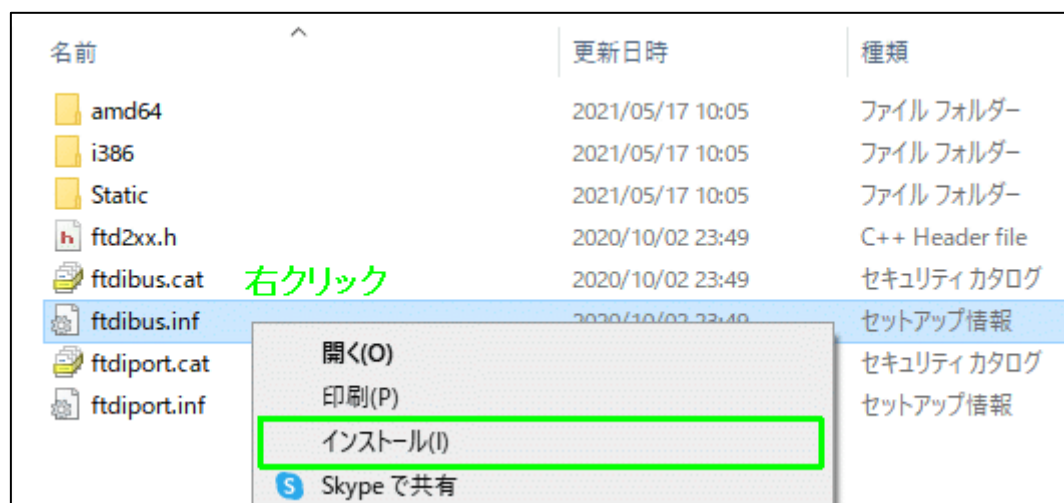 名前 更新日時 種類
amd64 2021/05/17 10:05 ファイル フォルダー
i386 2021/05/17 10:05 ファイル フォルダー
Static 2021/05/17 10:05 ファイル フォルダー
ftd2xx.h 2020/10/02 23:49 C++ Header file
ftdibus.cat 右クリック 2020/10/02 23:49 セキュリティ カタログ
ftdibus.inf 2020/10/02 23:49 セットアップ情報
開く(O)
ftdiport.cat セキュリティ カタログ
印刷(P)
ftdiport.inf セットアップ情報
インストール(I)
Skype で共有